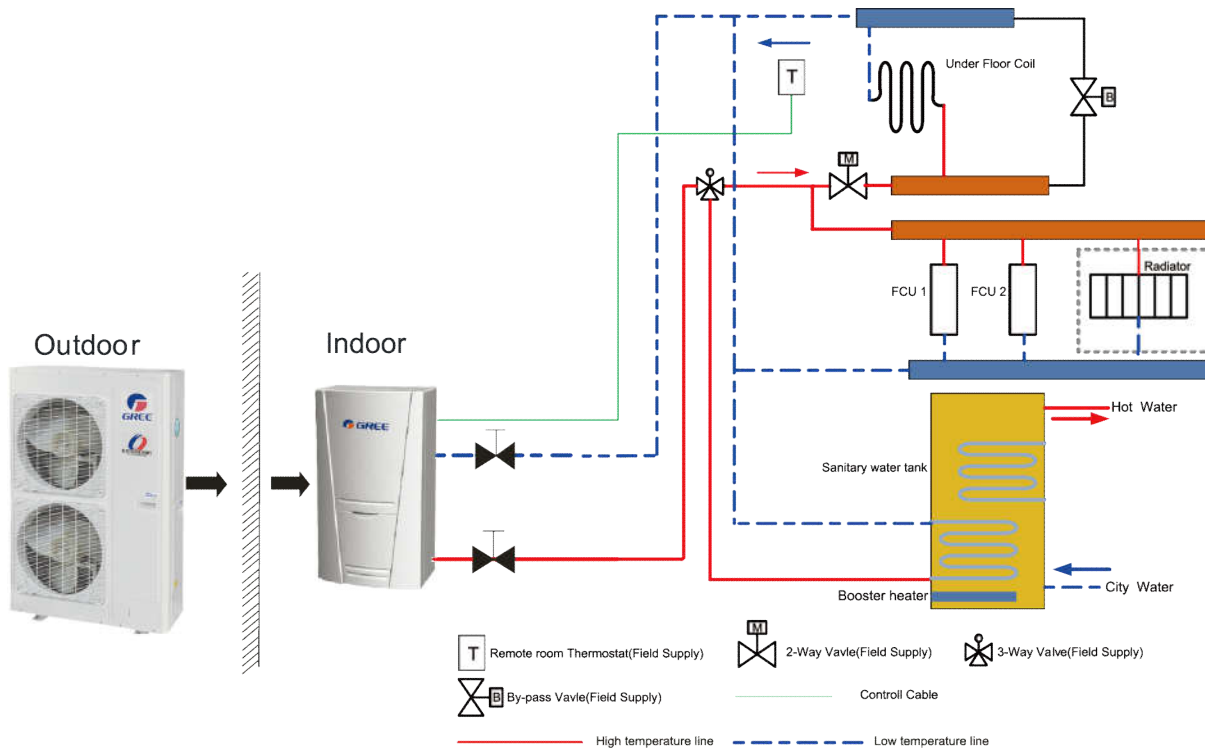 Under Floor Coil
T
B
M
Radiator
FCU 1
FCU 2
Outdoor
Indoor
GREE
GREE
Hot Water
Sanitary water tank
Booster heater
City Water
T Remote room Thermostat(Field Supply)
M 2-Way Vavle(Field Supply)
3-Way Valve(Field Supply)
B By-pass Vavle(Field Supply)
Controll Cable
High temperature line
Low temperature line